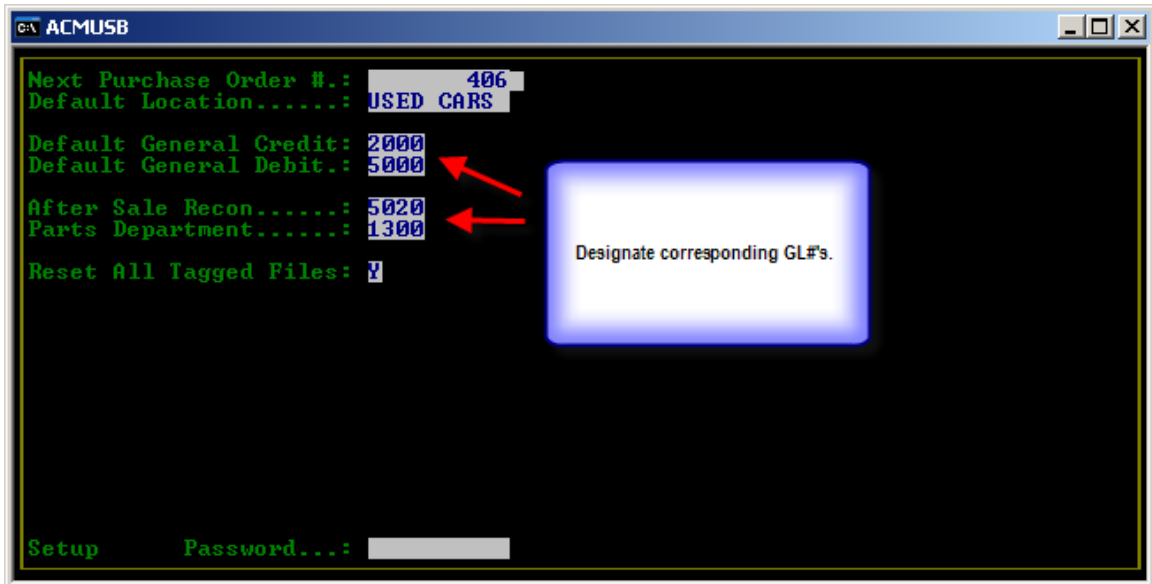 ACMUSB
Next Purchase Order #.: 406
Default Location......: USED CARS
Default General Credit: 2000
Default General Debit.: 5000
After Sale Recon......: 5020
Parts Department......: 1300
Reset All Tagged Files: Y
Designate corresponding GL#'s.
Setup Password...: